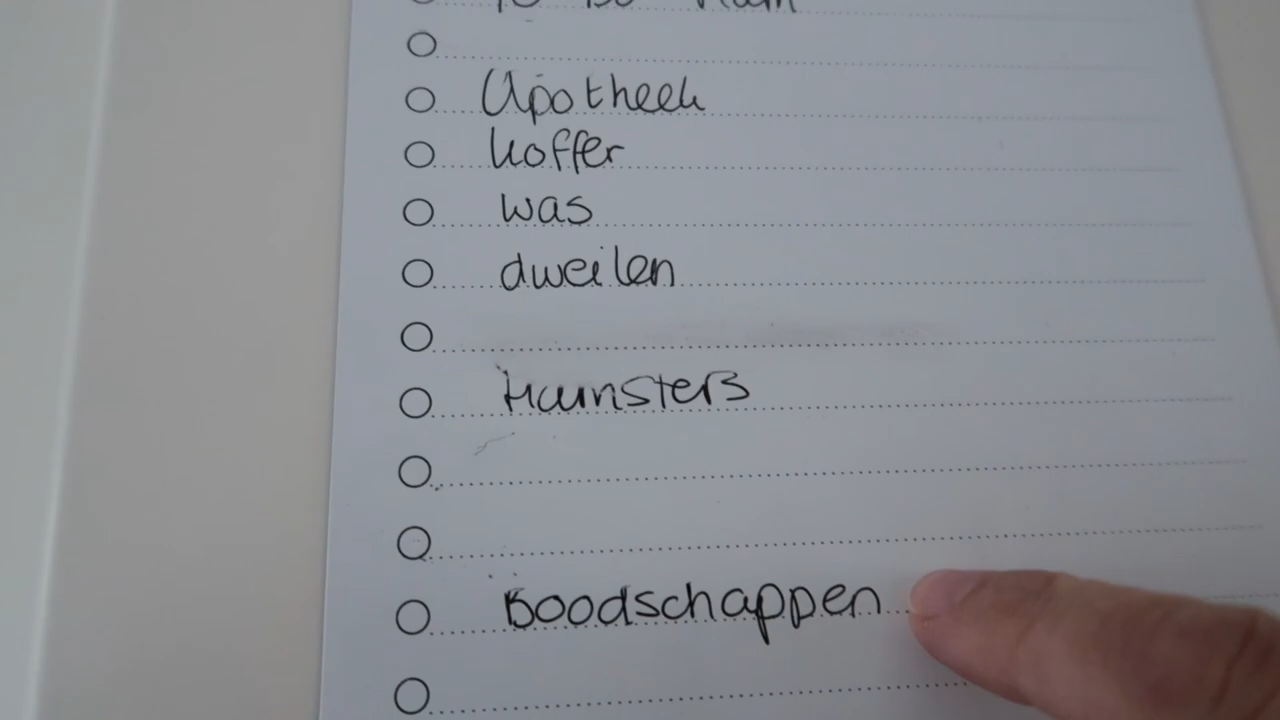 Apotheek
koffer
was
dweilen
Hamsters
Boodschappen